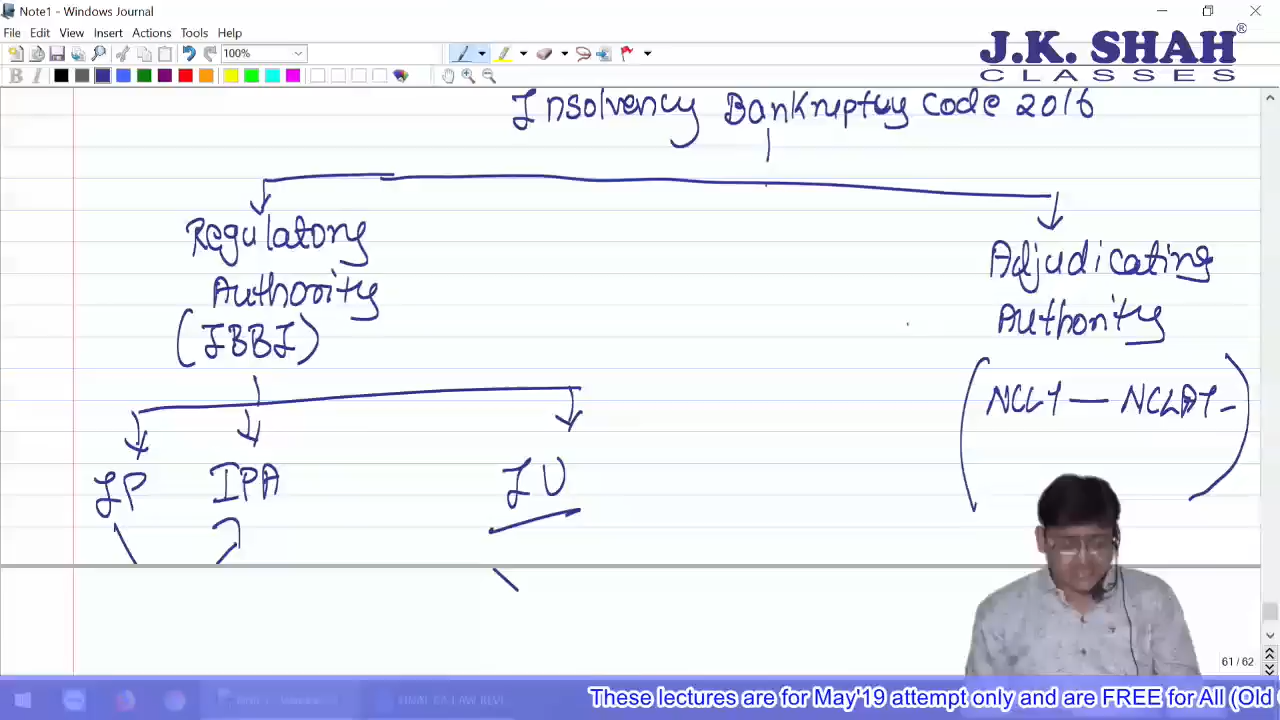 Note1 - Windows Journal
File Edit View Insert Actions Tools Help
100%
J.K. SHAH®
CLASSES
Insolvency Bankruptcy Code 2016
Regulatory
Authority
(IBBI)
Adjudicating
Authority
(NCLT — NCLAT -)
IP IPA IU
61 / 62
These lectures are for May'19 attempt only and are FREE for All (Old